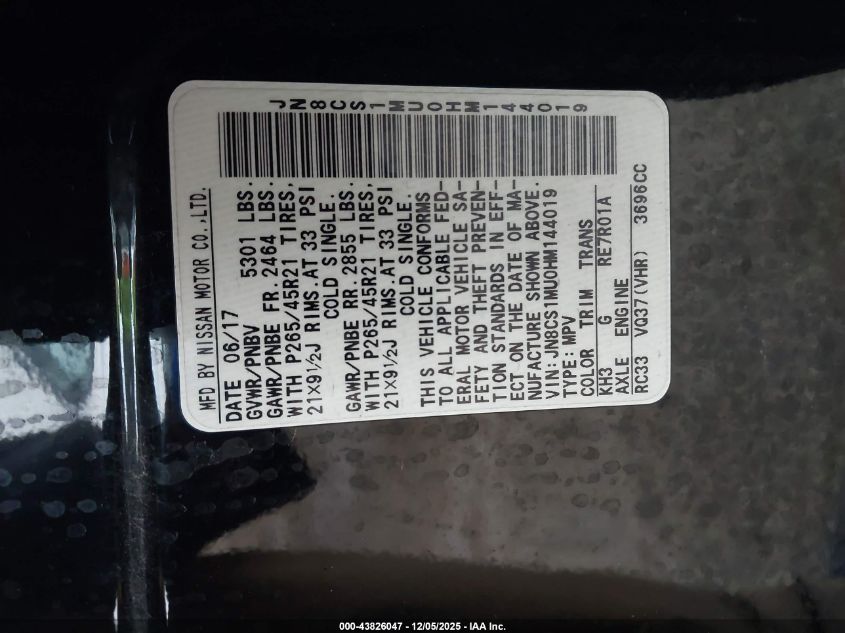 JN8CS1MU0HM144019
MFD BY NISSAN MOTOR CO.,LTD.
DATE 06/17
GVWR/PNBV 5301 LBS.
GAWR/PNBE FR. 2464 LBS.
WITH P265/45R21 TIRES,
21X9½J RIMS.AT 33 PSI
COLD SINGLE.
GAWR/PNBE RR. 2855 LBS.
WITH P265/45R21 TIRES,
21X9½J RIMS.AT 33 PSI
COLD SINGLE.
THIS VEHICLE CONFORMS
TO ALL APPLICABLE FED-
ERAL MOTOR VEHICLE SA-
FETY AND THEFT PREVEN-
TION STANDARDS IN EFF-
ECT ON THE DATE OF MA-
NUFACTURE SHOWN ABOVE.
VIN:JN8CS1MU0HM144019
TYPE:MPV
COLOR TRIM TRANS
KH3 G RE7R01A
AXLE ENGINE
RC33 VQ37(VHR) 3696CC
000-43826047 - 12/05/2025 - IAA Inc.